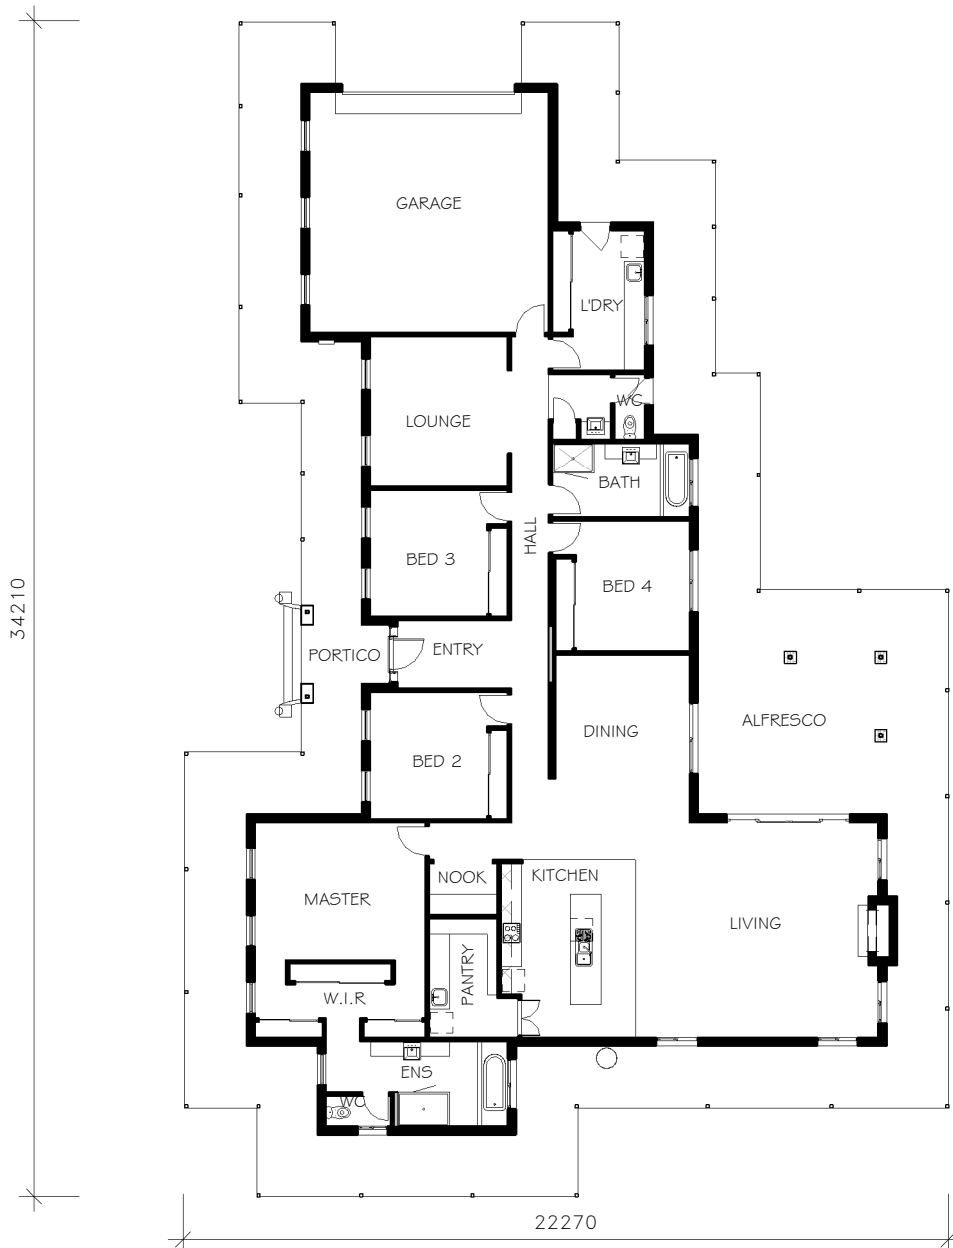 GARAGE
L'DRY
WC
LOUNGE
BATH
HALL
BED 3
BED 4
34210
PORTICO
ENTRY
ALFRESCO
DINING
BED 2
NOOK
KITCHEN
MASTER
LIVING
PANTRY
W.I.R
ENS
WC
22270